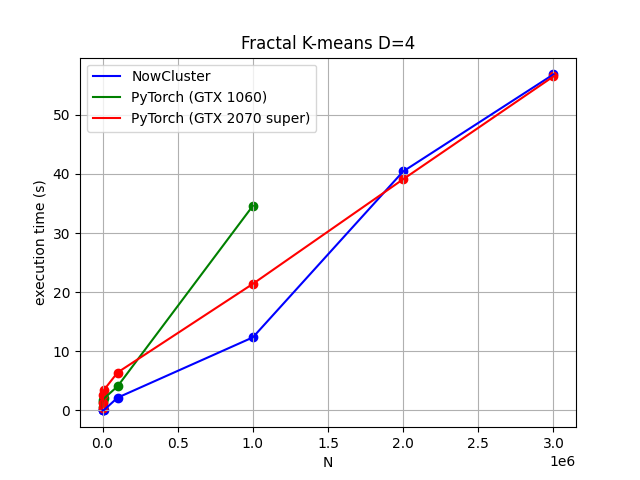 Fractal K-means D=4
NowCluster
PyTorch (GTX 1060)
PyTorch (GTX 2070 super)
execution time (s)
50
40
30
20
10
0
0.0 0.5 1.0 1.5 2.0 2.5 3.0
1e6
N